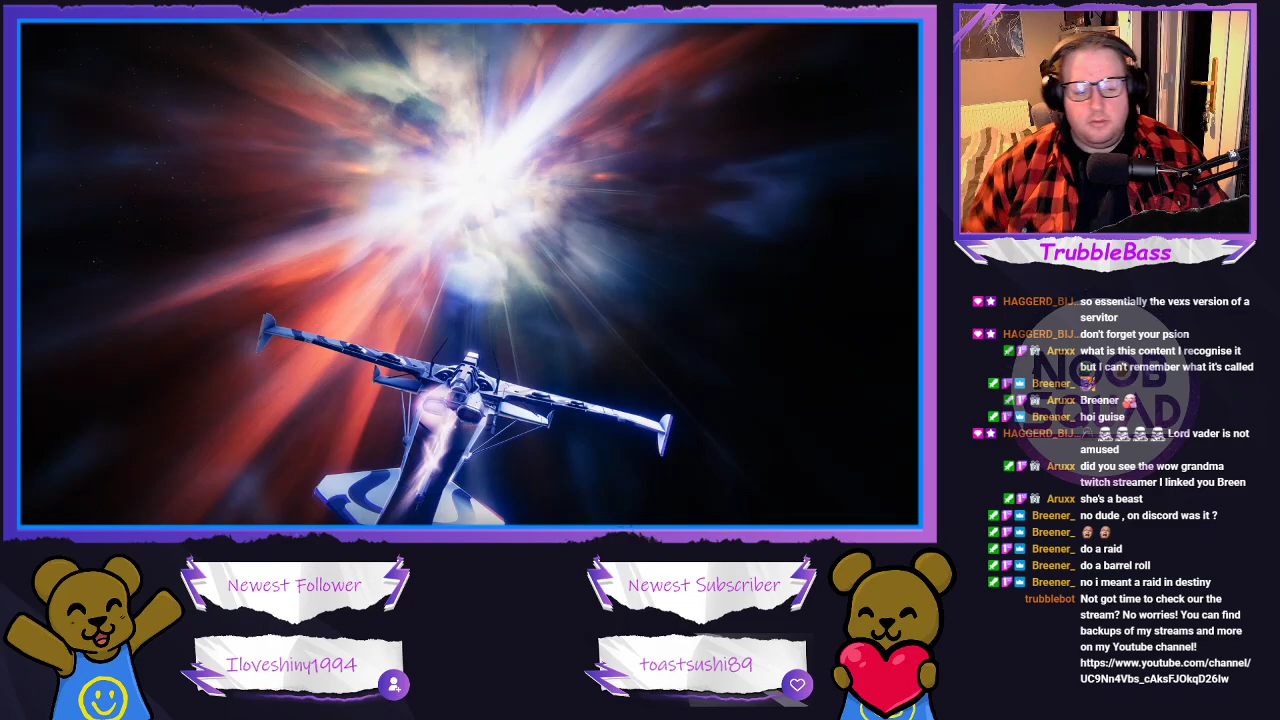 TrubbleBass
HAGGERD_BIJ.. so essentially the vexs version of a
servitor
HAGGERD_BIJ.. don't forget your psion
Aruxx what is this content I recognise it
but I can't remember what it's called
Breener_
Aruxx Breener
Breener_ hoi guise
HAGGERD_BIJ.. Lord vader is not
amused
Aruxx did you see the wow grandma
twitch streamer I linked you Breen
Aruxx she's a beast
Breener_ no dude , on discord was it ?
Breener_
Breener_ do a raid
Breener_ do a barrel roll
Breener_ no i meant a raid in destiny
trubblebot Not got time to check our the
stream? No worries! You can find
backups of my streams and more
on my Youtube channel!
https://www.youtube.com/channel/
UC9Nn4Vbs_cAksFJOkqD26Iw
NOOB
SQUAD
Newest Follower
Iloveshiny1994
Newest Subscriber
toastsushi89